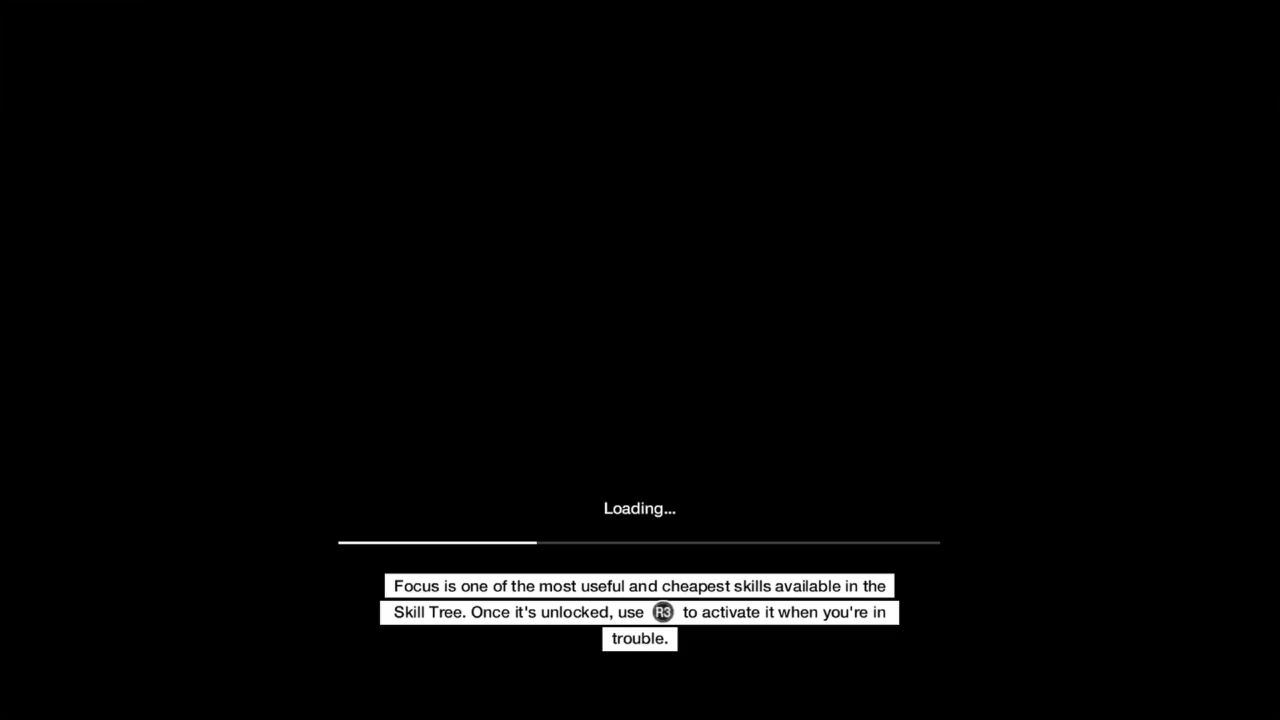 Loading...
Focus is one of the most useful and cheapest skills available in the
Skill Tree. Once it's unlocked, use R3 to activate it when you're in
trouble.